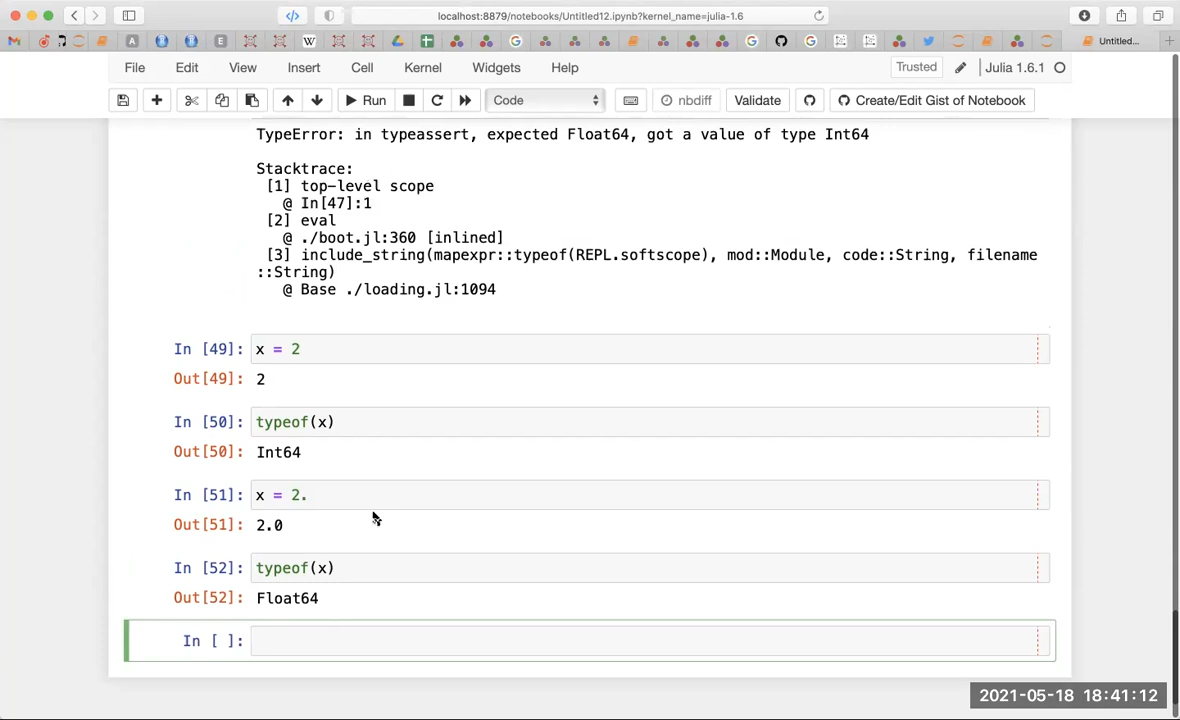 localhost:8879/notebooks/Untitled12.ipynb?kernel_name=julia-1.6
Untitled...
File Edit View Insert Cell Kernel Widgets Help Trusted Julia 1.6.1
Run Code nbdiff Validate Create/Edit Gist of Notebook
TypeError: in typeassert, expected Float64, got a value of type Int64
Stacktrace:
[1] top-level scope
@ In[47]:1
[2] eval
@ ./boot.jl:360 [inlined]
[3] include_string(mapexpr::typeof(REPL.softscope), mod::Module, code::String, filename
::String)
@ Base ./loading.jl:1094
In [49]: x = 2
Out[49]: 2
In [50]: typeof(x)
Out[50]: Int64
In [51]: x = 2.
Out[51]: 2.0
In [52]: typeof(x)
Out[52]: Float64
In [ ]:
2021-05-18 18:41:12